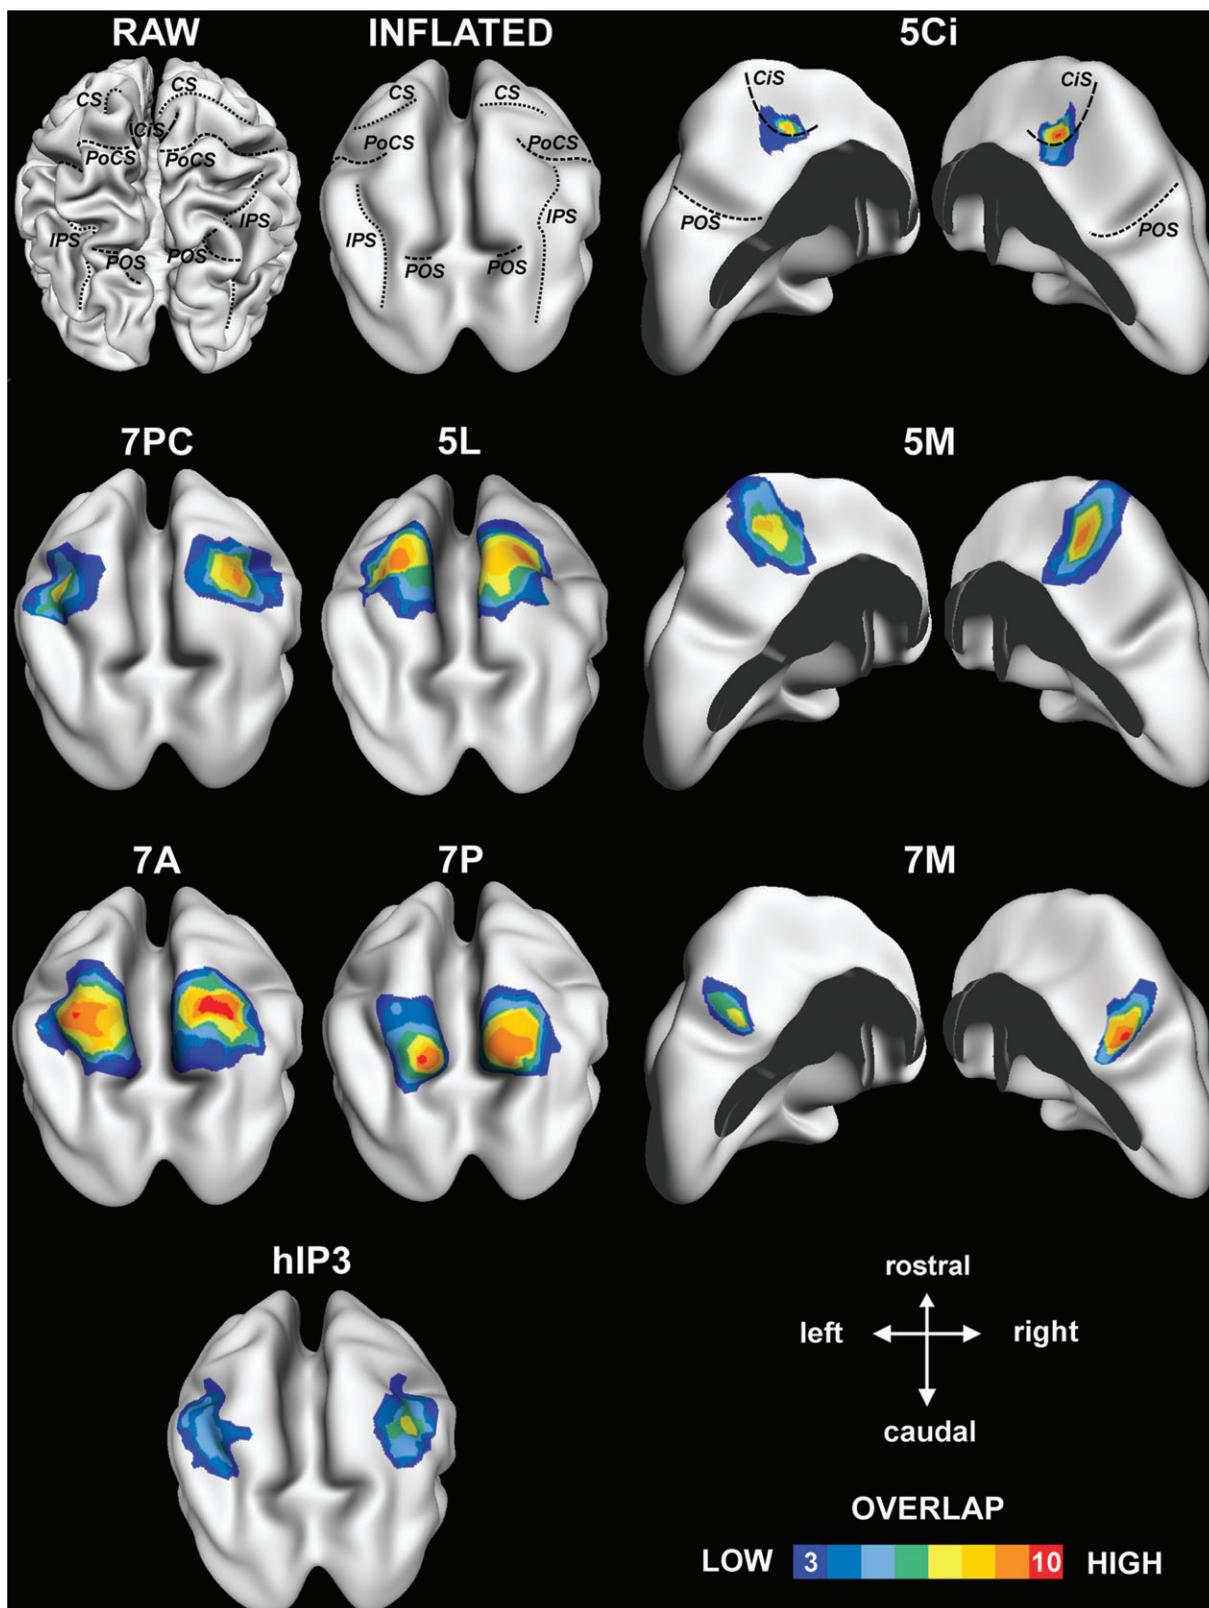 RAW
INFLATED
5Ci
CS
CS
CiS
PoCS
PoCS
IPS
IPS
POS
POS
CS
CS
PoCS
PoCS
IPS
IPS
POS
POS
CiS
CiS
POS
POS
7PC
5L
5M
7A
7P
7M
hIP3
rostral
left
right
caudal
OVERLAP
LOW 3 10 HIGH